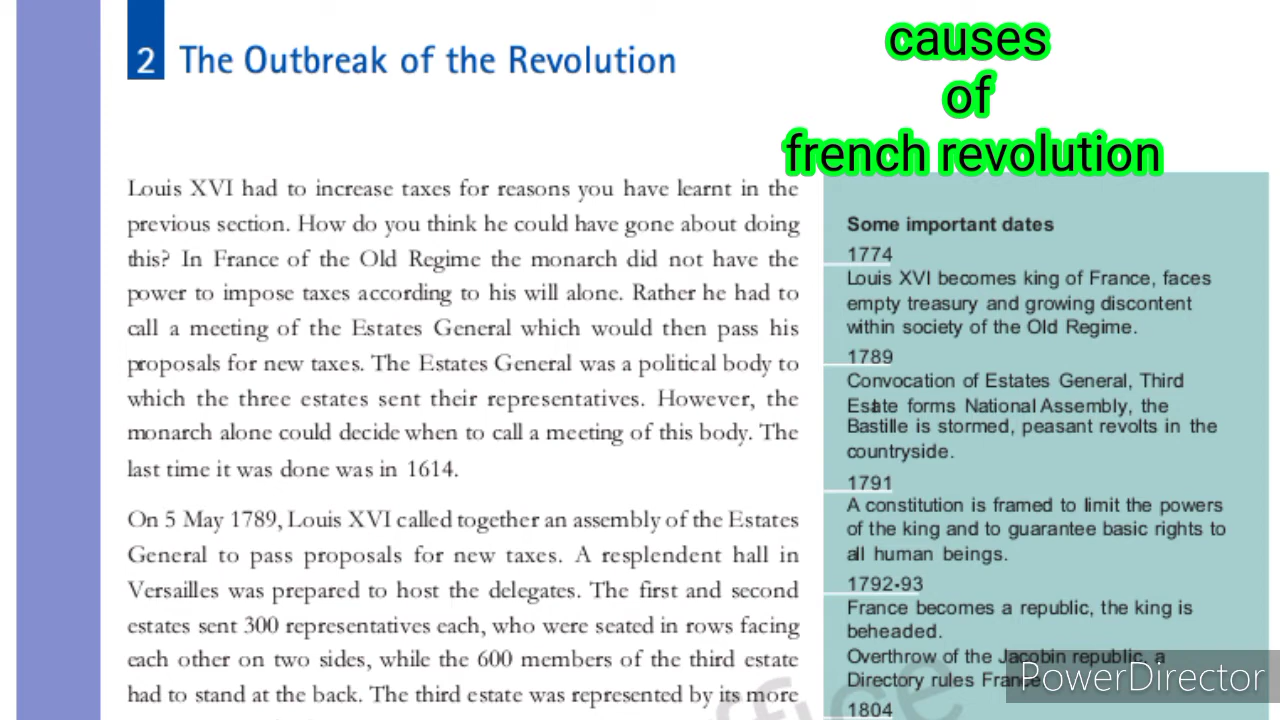 causes
of
french revolution
2 The Outbreak of the Revolution
Louis XVI had to increase taxes for reasons you have learnt in the
previous section. How do you think he could have gone about doing
this? In France of the Old Regime the monarch did not have the
power to impose taxes according to his will alone. Rather he had to
call a meeting of the Estates General which would then pass his
proposals for new taxes. The Estates General was a political body to
which the three estates sent their representatives. However, the
monarch alone could decide when to call a meeting of this body. The
last time it was done was in 1614.
On 5 May 1789, Louis XVI called together an assembly of the Estates
General to pass proposals for new taxes. A resplendent hall in
Versailles was prepared to host the delegates. The first and second
estates sent 300 representatives each, who were seated in rows facing
each other on two sides, while the 600 members of the third estate
had to stand at the back. The third estate was represented by its more
Some important dates
1774
Louis XVI becomes king of France, faces
empty treasury and growing discontent
within society of the Old Regime.
1789
Convocation of Estates General, Third
Estate forms National Assembly, the
Bastille is stormed, peasant revolts in the
countryside.
1791
A constitution is framed to limit the powers
of the king and to guarantee basic rights to
all human beings.
1792-93
France becomes a republic, the king is
beheaded.
Overthrow of the Jacobin republic, a
Directory rules France
1804
PowerDirector